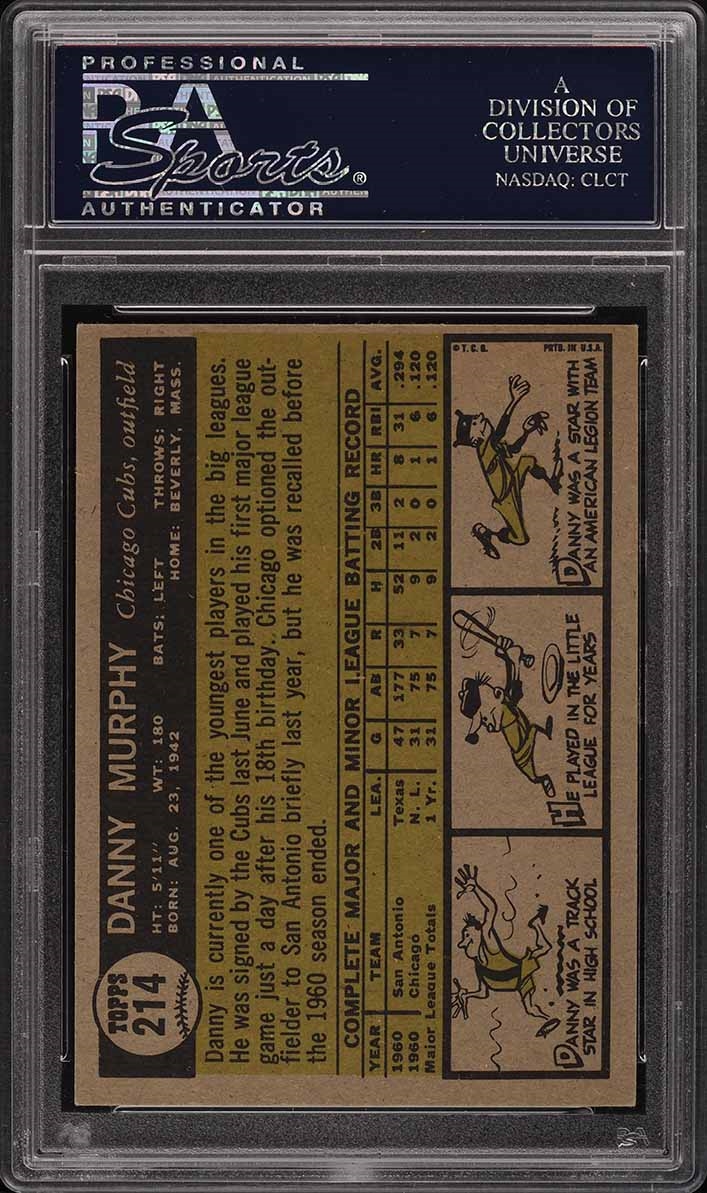 PROFESSIONAL
PSA
Sports®
AUTHENTICATOR
A
DIVISION OF
COLLECTORS
UNIVERSE
NASDAQ: CLCT
TOPPS
214
DANNY MURPHY Chicago Cubs, outfield
HT: 5'11" WT: 180 BATS: LEFT THROWS: RIGHT
BORN: AUG. 23, 1942 HOME: BEVERLY, MASS.
Danny is currently one of the youngest players in the big leagues.
He was signed by the Cubs last June and played his first major league
game just a day after his 18th birthday. Chicago optioned the out-
fielder to San Antonio briefly last year, but he was recalled before
the 1960 season ended.
COMPLETE MAJOR AND MINOR LEAGUE BATTING RECORD
YEAR TEAM LEA. G AB R H 2B 3B HR RBI AVG.
1960 San Antonio Texas 47 177 33 52 11 2 8 31 .294
1960 Chicago N. L. 31 75 7 9 2 0 1 6 .120
Major League Totals 1 Yr. 31 75 7 9 2 0 1 6 .120
DANNY WAS A TRACK
STAR IN HIGH SCHOOL
HE PLAYED IN THE LITTLE
LEAGUE FOR YEARS
© T. C. G. PRTD. IN U.S.A.
DANNY WAS A STAR WITH
AN AMERICAN LEGION TEAM